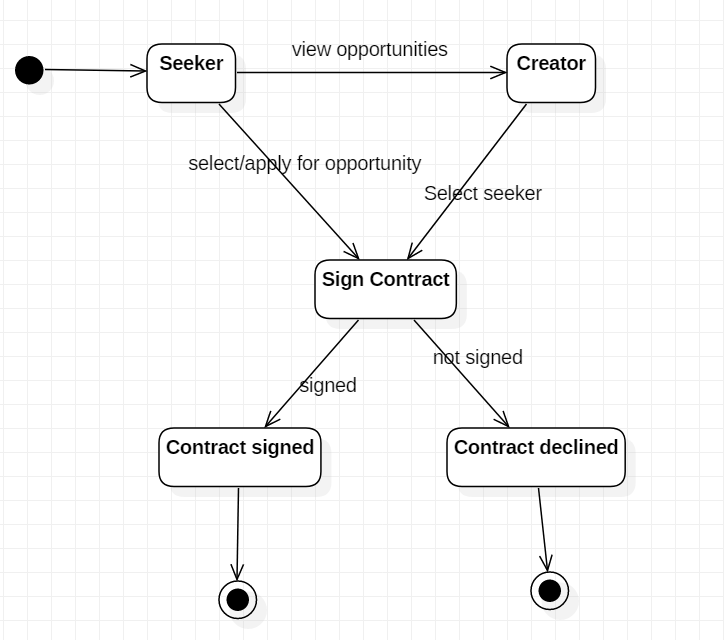 view opportunities
Seeker
Creator
select/apply for opportunity
Select seeker
Sign Contract
not signed
signed
Contract signed
Contract declined